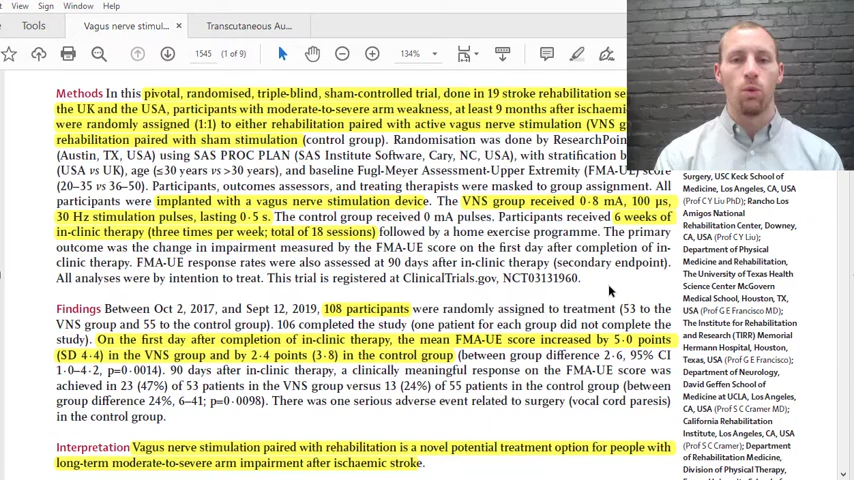 View Sign Window Help
Tools
Vagus nerve stimul... ×
Transcutaneous Au...
1545 (1 of 9)
134%
Methods In this pivotal, randomised, triple-blind, sham-controlled trial, done in 19 stroke rehabilitation
the UK and the USA, participants with moderate-to-severe arm weakness, at least 9 months after
were randomly assigned (1:1) to either rehabilitation paired with active vagus nerve stimulation (VNS
rehabilitation paired with sham stimulation (control group). Randomisation was done by ResearchPoint
(Austin, TX, USA) using SAS PROC PLAN (SAS Institute Software, Cary, NC, USA), with stratification
(USA vs UK), age (≤30 years vs >30 years), and baseline Fugl-Meyer Assessment-Upper Extremity (FMA-UE) score
(20–35 vs 36–50). Participants, outcomes assessors, and treating therapists were masked to group assignment. All
participants were implanted with a vagus nerve stimulation device. The VNS group received 0·8 mA, 100 µs,
30 Hz stimulation pulses, lasting 0·5 s. The control group received 0 mA pulses. Participants received 6 weeks of
in-clinic therapy (three times per week; total of 18 sessions) followed by a home exercise programme. The primary
outcome was the change in impairment measured by the FMA-UE score on the first day after completion of in-
clinic therapy. FMA-UE response rates were also assessed at 90 days after in-clinic therapy (secondary endpoint).
All analyses were by intention to treat. This trial is registered at ClinicalTrials.gov, NCT03131960.
Findings Between Oct 2, 2017, and Sept 12, 2019, 108 participants were randomly assigned to treatment (53 to the
VNS group and 55 to the control group). 106 completed the study (one patient for each group did not complete the
study). On the first day after completion of in-clinic therapy, the mean FMA-UE score increased by 5·0 points
(SD 4·4) in the VNS group and by 2·4 points (3·8) in the control group (between group difference 2·6, 95% CI
1·0–4·2, p=0·0014). 90 days after in-clinic therapy, a clinically meaningful response on the FMA-UE score was
achieved in 23 (47%) of 53 patients in the VNS group versus 13 (24%) of 55 patients in the control group (between
group difference 24%, 6–41; p=0·0098). There was one serious adverse event related to surgery (vocal cord paresis)
in the control group.
Interpretation Vagus nerve stimulation paired with rehabilitation is a novel potential treatment option for people with
long-term moderate-to-severe arm impairment after ischaemic stroke.
Surgery, USC Keck School of
Medicine, Los Angeles, CA, USA
(Prof C Y Liu PhD); Rancho Los
Amigos National
Rehabilitation Center, Downey,
CA, USA (Prof C Y Liu);
Department of Physical
Medicine and Rehabilitation,
The University of Texas Health
Science Center McGovern
Medical School, Houston, TX,
USA (Prof G E Francisco MD);
The Institute for Rehabilitation
and Research (TIRR) Memorial
Hermann Hospital, Houston,
Texas, USA (Prof G E Francisco);
Department of Neurology,
David Geffen School of
Medicine at UCLA, Los Angeles,
CA, USA (Prof S C Cramer MD);
California Rehabilitation
Institute, Los Angeles, CA, USA
(Prof S C Cramer); Department
of Rehabilitation Medicine,
Division of Physical Therapy,